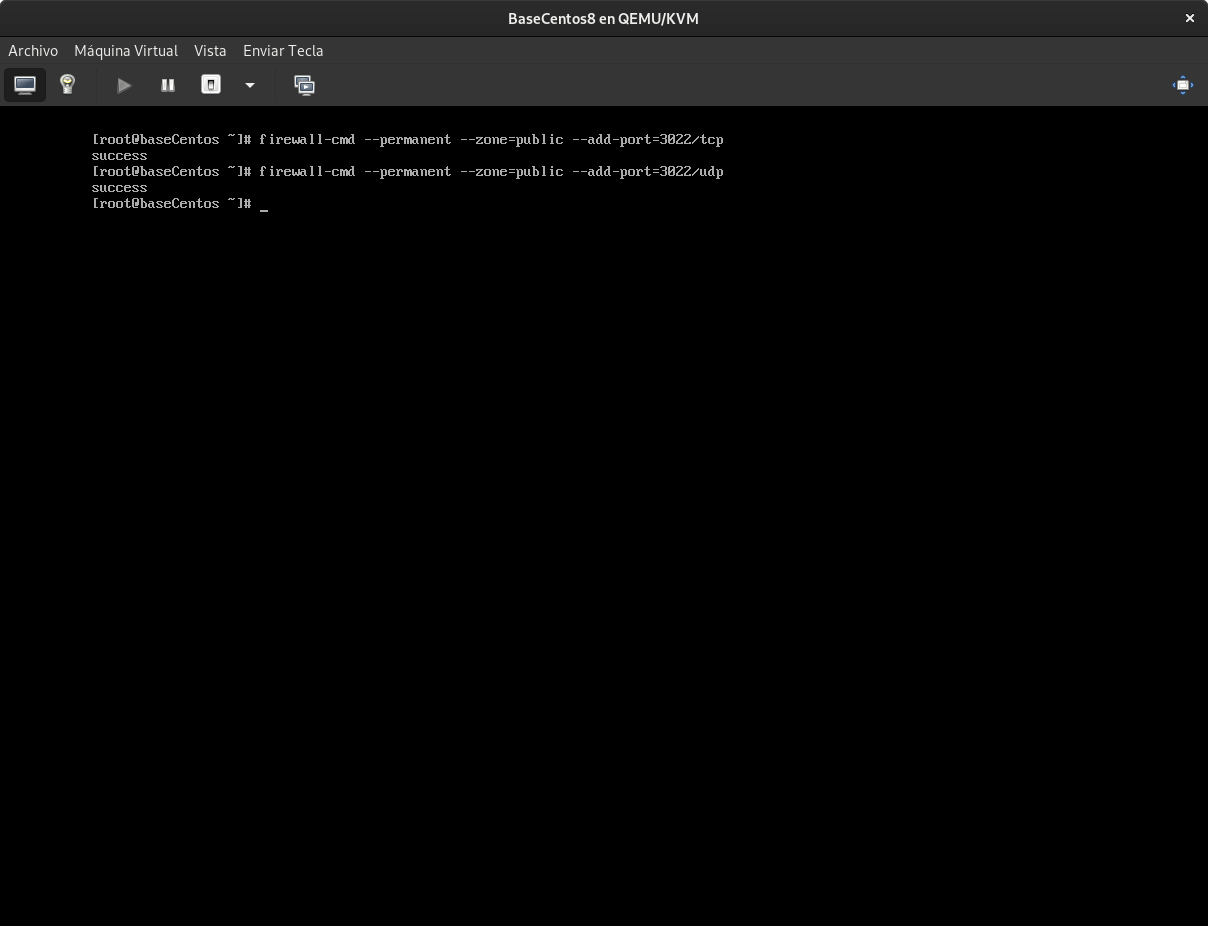 BaseCentos8 en QEMU/KVM
Archivo Máquina Virtual Vista Enviar Tecla
[root@baseCentos ~]# firewall-cmd --permanent --zone=public --add-port=3022/tcp
success
[root@baseCentos ~]# firewall-cmd --permanent --zone=public --add-port=3022/udp
success
[root@baseCentos ~]# _